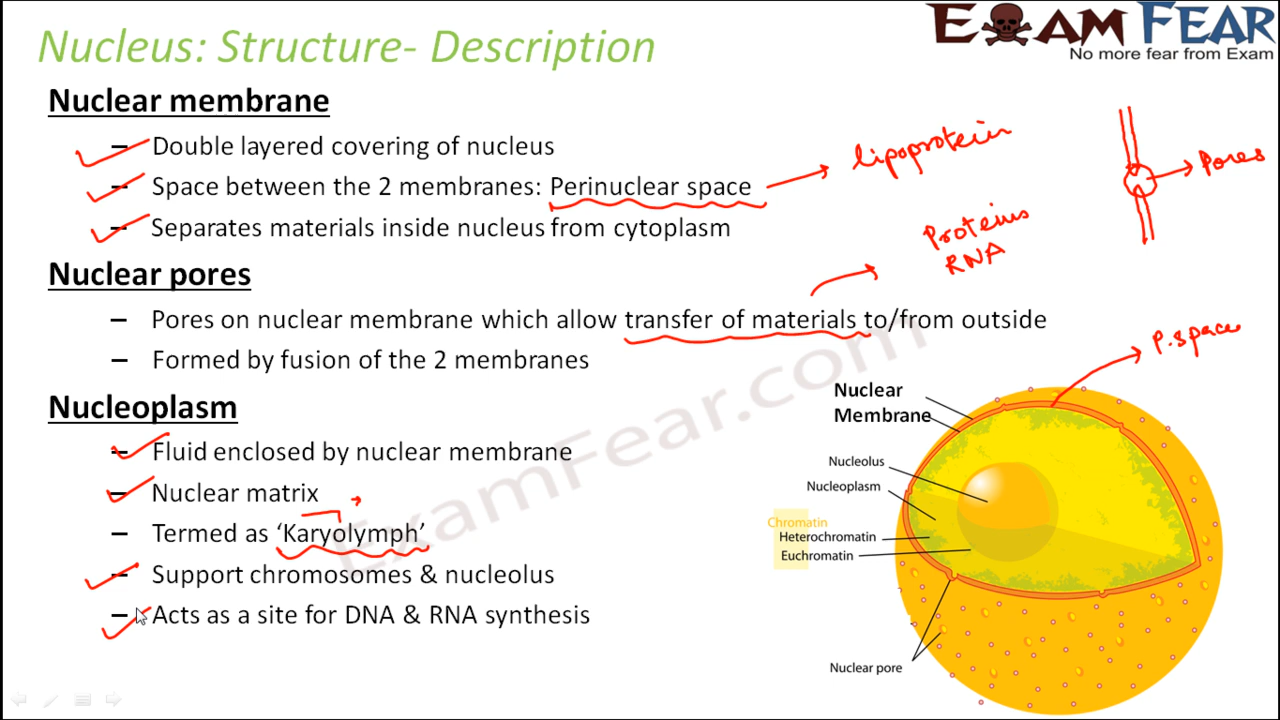 Nucleus: Structure- Description
EXAM FEAR
No more fear from Exam
Nuclear membrane
– Double layered covering of nucleus
– Space between the 2 membranes: Perinuclear space
lipoprotein
Pores
– Separates materials inside nucleus from cytoplasm
Proteins
RNA
Nuclear pores
– Pores on nuclear membrane which allow transfer of materials to/from outside
– Formed by fusion of the 2 membranes
P.space
Nucleoplasm
– Fluid enclosed by nuclear membrane
– Nuclear matrix
– Termed as ‘Karyolymph’
– Support chromosomes & nucleolus
– Acts as a site for DNA & RNA synthesis
Nuclear
Membrane
Nucleolus
Nucleoplasm
Chromatin
Heterochromatin
Euchromatin
Nuclear pore
ExamFear.com